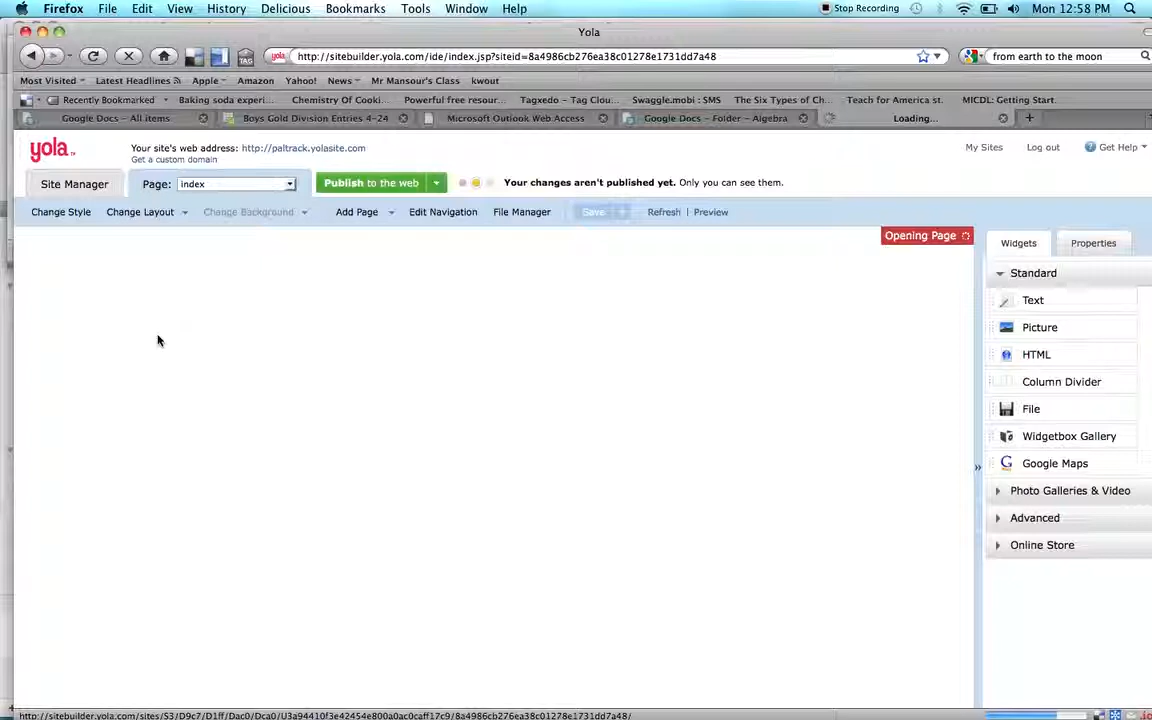 Firefox File Edit View History Delicious Bookmarks Tools Window Help Stop Recording Mon 12:58 PM
Yola
yola http://sitebuilder.yola.com/ide/index.jsp?siteid=8a4986cb276ea38c01278e1731dd7a48 from earth to the moon
TAG
Most Visited Latest Headlines Apple Amazon Yahoo! News Mr Mansour's Class kwout
Recently Bookmarked Baking soda experi... Chemistry Of Cooki... Powerful free resour... Tagxedo – Tag Clou... Swaggle.mobi : SMS The Six Types of Ch... Teach for America st. MICDL: Getting Start.
Google Docs – All items Boys Gold Division Entries 4–24 Microsoft Outlook Web Access Google Docs – Folder – Algebra Loading...
yola Your site's web address: http://paltrack.yolasite.com My Sites Log out Get Help
Get a custom domain
Site Manager Page: index Publish to the web Your changes aren't published yet. Only you can see them.
Change Style Change Layout Change Background Add Page Edit Navigation File Manager Save Refresh | Preview
Opening Page
Widgets Properties
Standard
Text
Picture
HTML
Column Divider
File
Widgetbox Gallery
Google Maps
Photo Galleries & Video
Advanced
Online Store